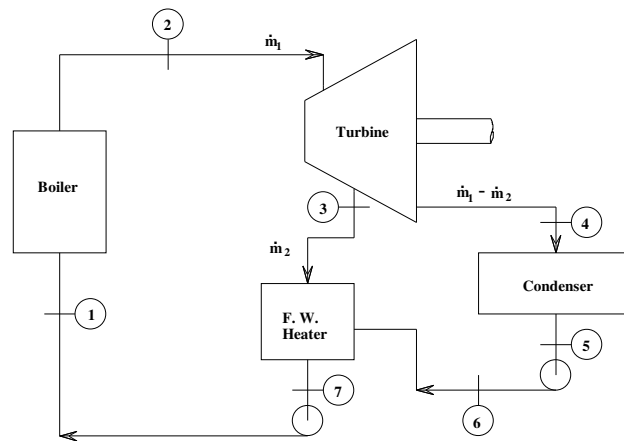 2
ṁ₁
Turbine
Boiler
3
ṁ₁ - ṁ₂
4
ṁ₂
Condenser
1
F. W.
Heater
5
7
6